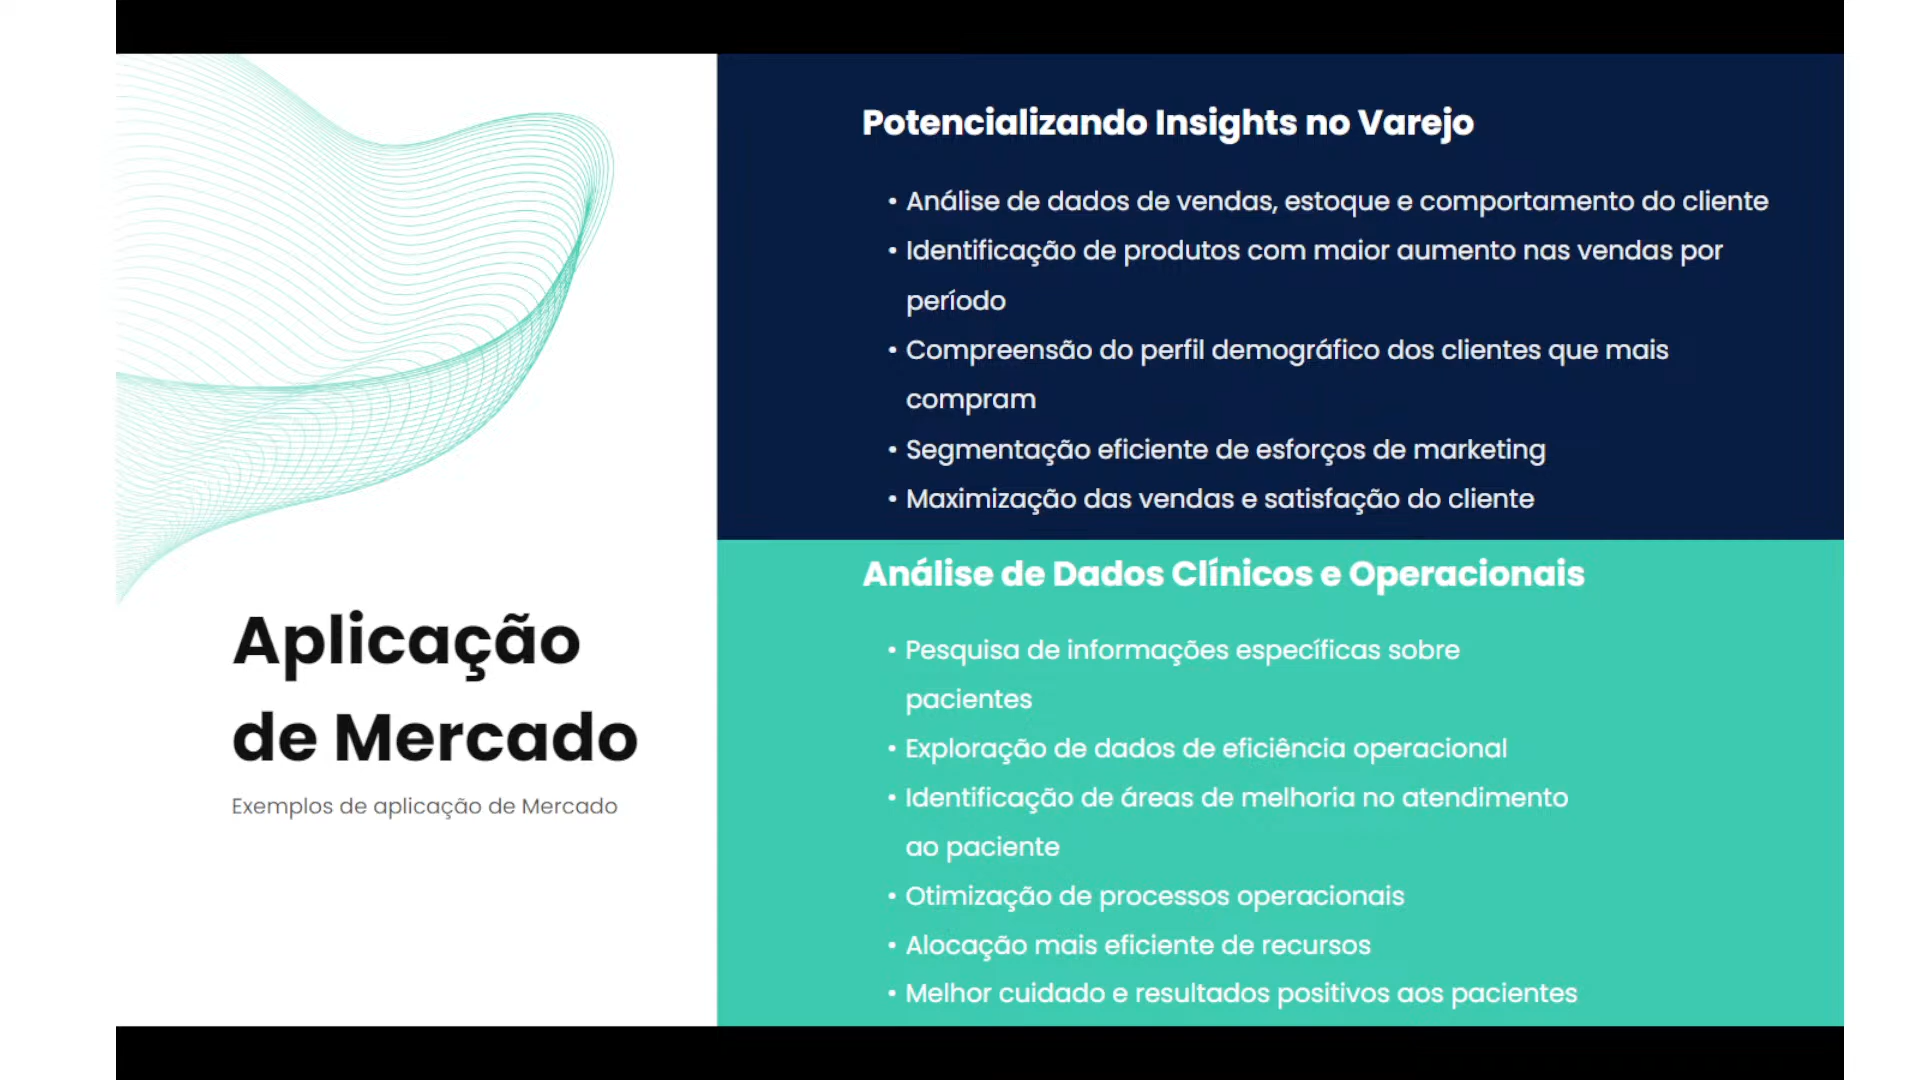 Aplicação
de Mercado
Exemplos de aplicação de Mercado
Potencializando Insights no Varejo
• Análise de dados de vendas, estoque e comportamento do cliente
• Identificação de produtos com maior aumento nas vendas por
período
• Compreensão do perfil demográfico dos clientes que mais
compram
• Segmentação eficiente de esforços de marketing
• Maximização das vendas e satisfação do cliente
Análise de Dados Clínicos e Operacionais
• Pesquisa de informações específicas sobre
pacientes
• Exploração de dados de eficiência operacional
• Identificação de áreas de melhoria no atendimento
ao paciente
• Otimização de processos operacionais
• Alocação mais eficiente de recursos
• Melhor cuidado e resultados positivos aos pacientes